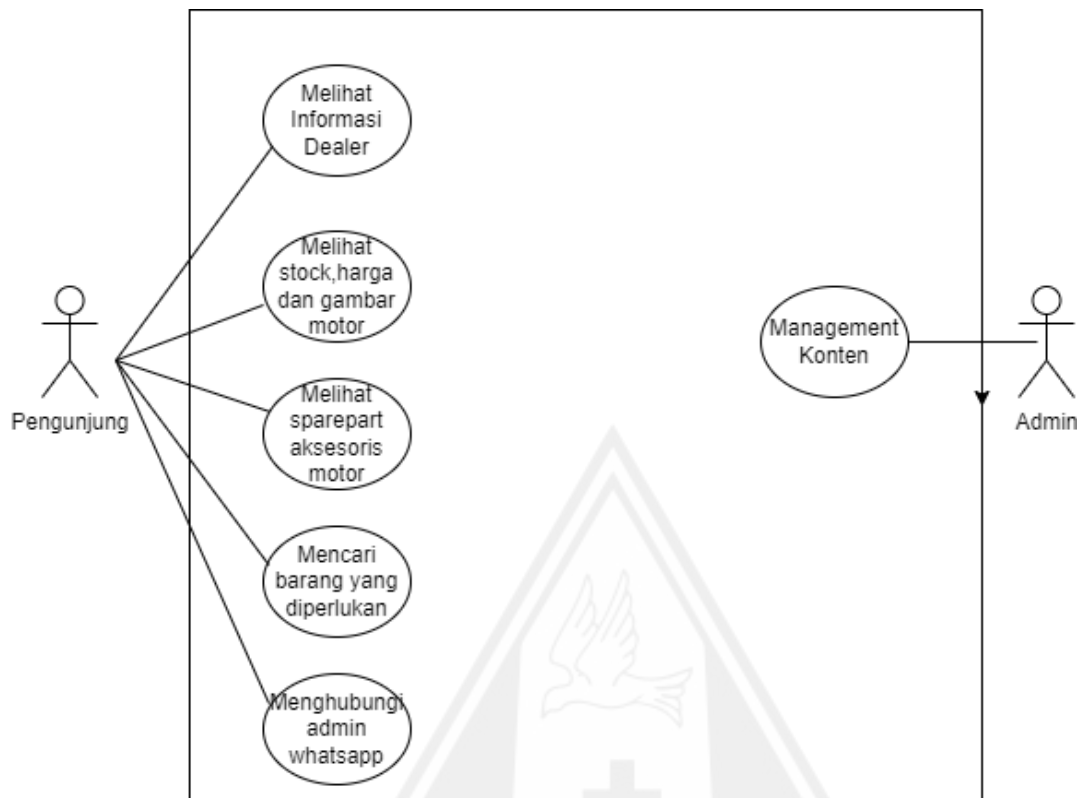 Melihat
Informasi
Dealer
Melihat
stock,harga
dan gambar
motor
Melihat
sparepart
aksesoris
motor
Mencari
barang yang
diperlukan
Menghubungi
admin
whatsapp
Pengunjung
Management
Konten
Admin